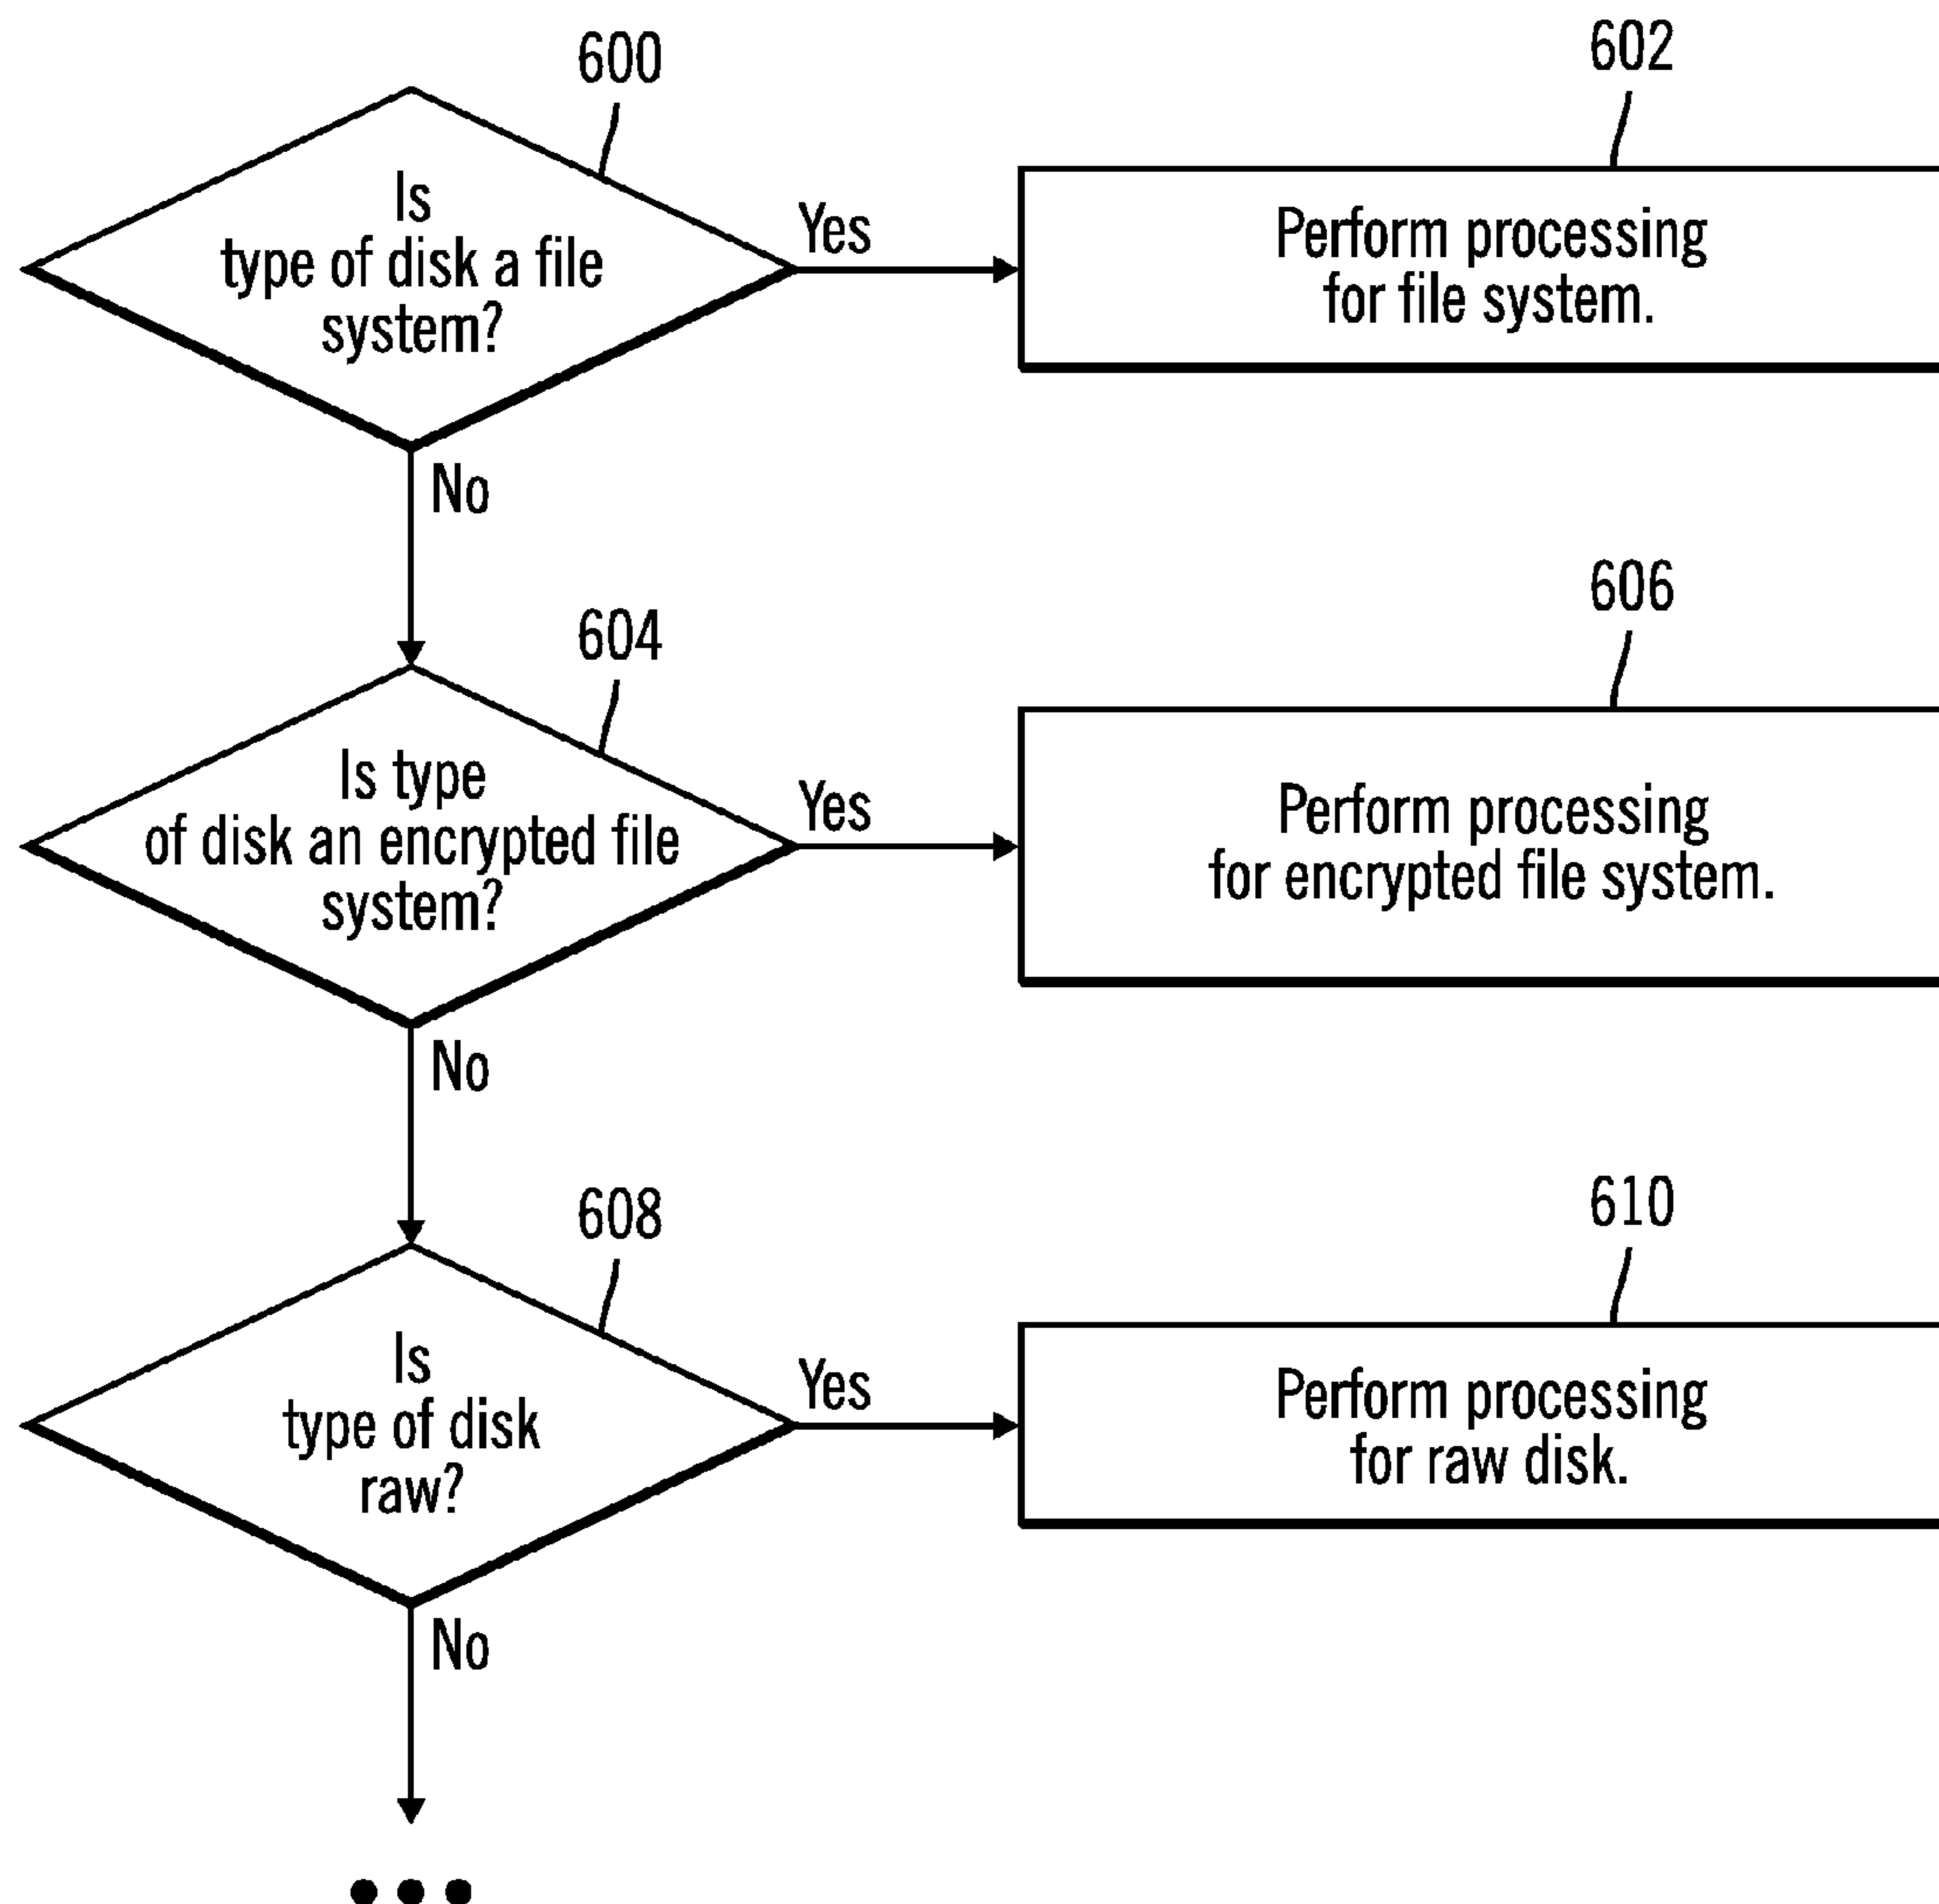 600
602
Is
type of disk a file
system?
Yes
Perform processing
for file system.
No
604
606
Is type
of disk an encrypted file
system?
Yes
Perform processing
for encrypted file system.
No
608
610
Is
type of disk
raw?
Yes
Perform processing
for raw disk.
No